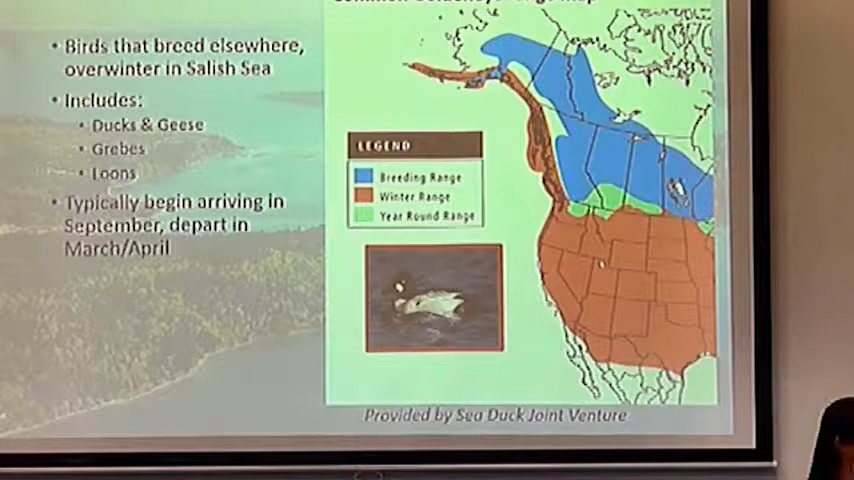 • Birds that breed elsewhere,
overwinter in Salish Sea
• Includes:
• Ducks & Geese
• Grebes
• Loons
• Typically begin arriving in
September, depart in
March/April
LEGEND
Breeding Range
Winter Range
Year Round Range
Provided by Sea Duck Joint Venture